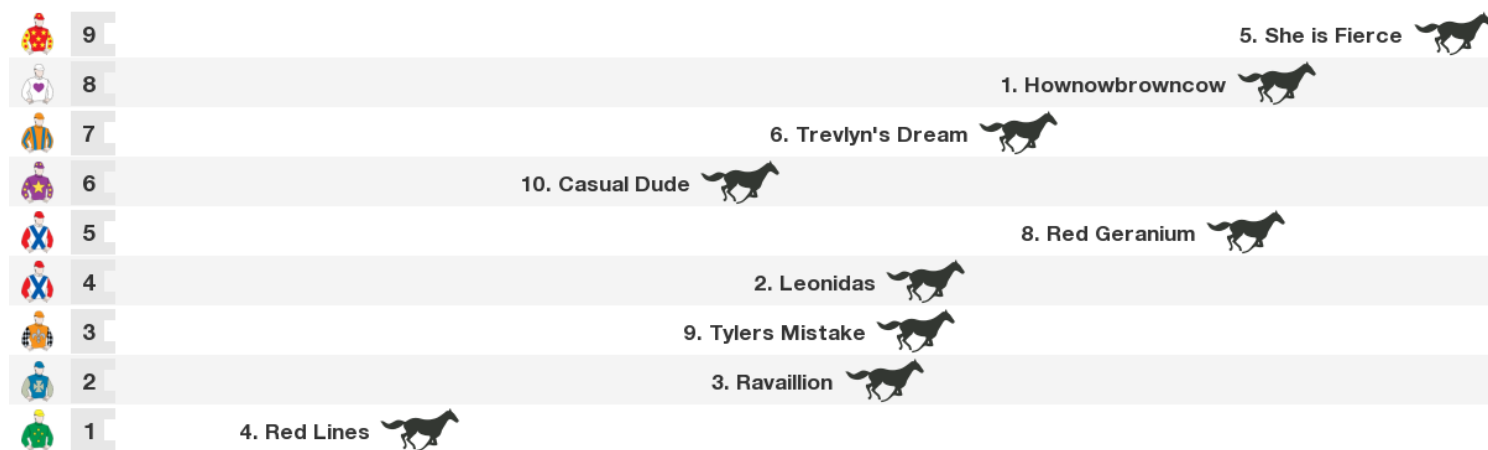 9 5. She is Fierce
8 1. Hownowbrowncow
7 6. Trevlyn's Dream
6 10. Casual Dude
5 8. Red Geranium
4 2. Leonidas
3 9. Tylers Mistake
2 3. Ravaillion
1 4. Red Lines